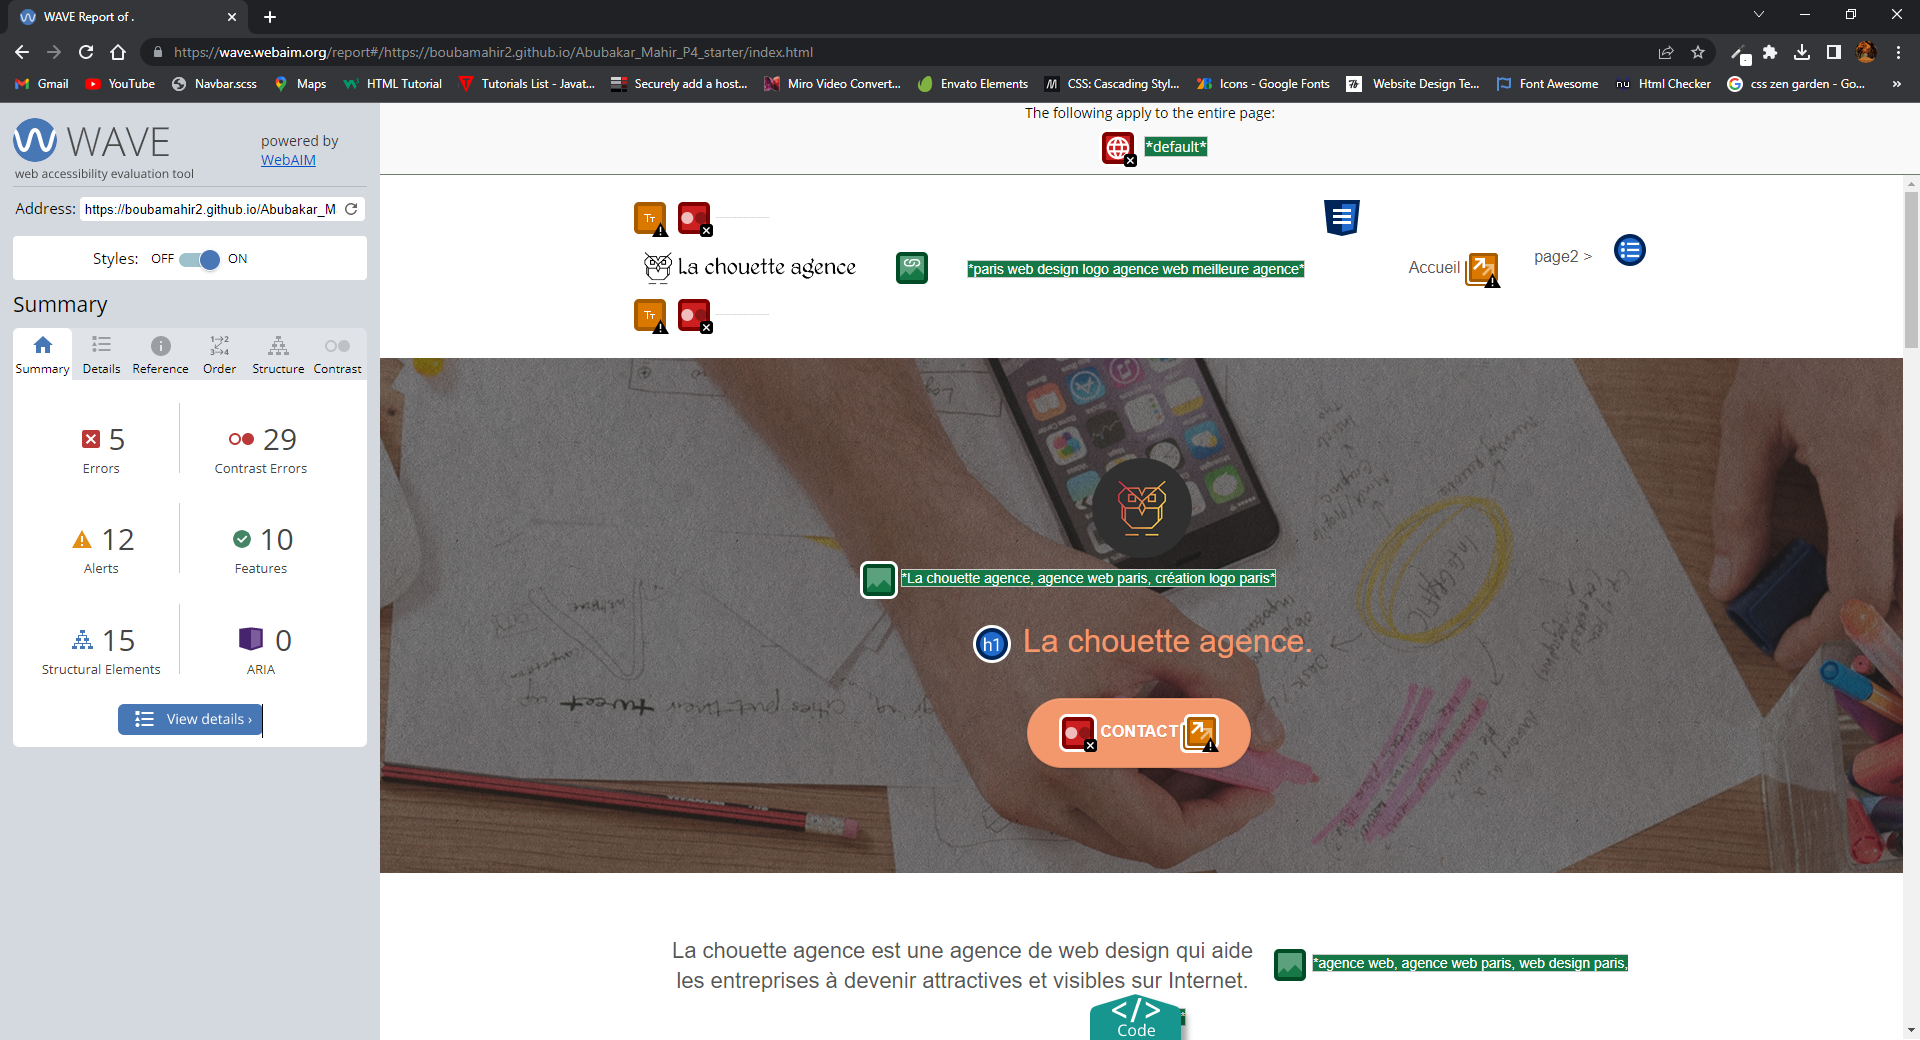 WAVE Report of .
https://wave.webaim.org/report#/https://boubamahir2.github.io/Abubakar_Mahir_P4_starter/index.html
Gmail
YouTube
Navbar.scss
Maps
HTML Tutorial
Tutorials List - Javat...
Securely add a host...
Miro Video Convert...
Envato Elements
CSS: Cascading Styl...
Icons - Google Fonts
Website Design Te...
Font Awesome
nu Html Checker
css zen garden - Go...
»
WAVE
powered by
WebAIM
web accessibility evaluation tool
Address: https://boubamahir2.github.io/Abubakar_M
Styles: OFF ON
Summary
Summary Details Reference Order Structure Contrast
5 Errors
29 Contrast Errors
12 Alerts
10 Features
15 Structural Elements
0 ARIA
View details ›
The following apply to the entire page:
*default*
La chouette agence
*paris web design logo agence web meilleure agence*
Accueil
page2 >
*La chouette agence, agence web paris, création logo paris*
h1 La chouette agence.
CONTACT
La chouette agence est une agence de web design qui aide
les entreprises à devenir attractives et visibles sur Internet.
*agence web, agence web paris, web design paris,
</> Code